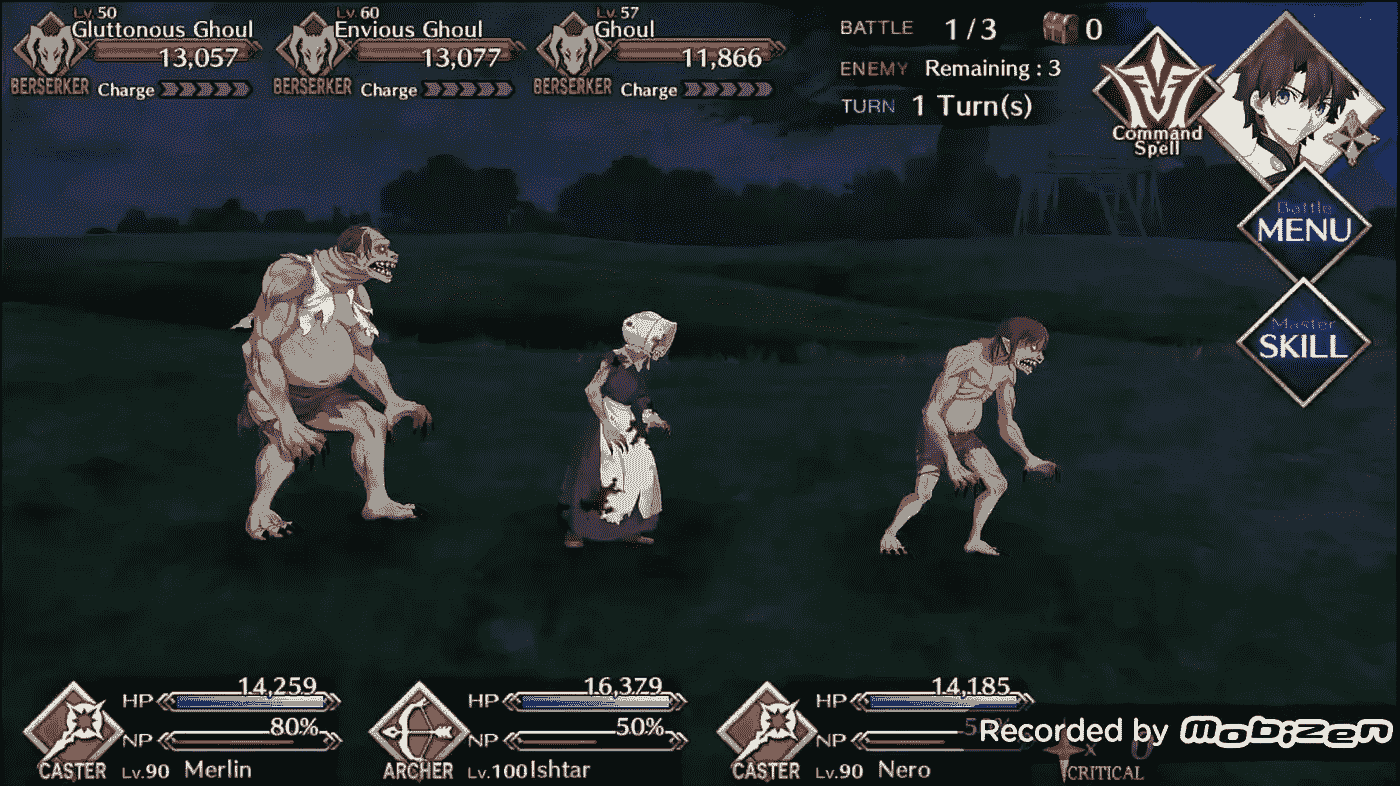 Lv.50
Gluttonous Ghoul
13,057
BERSERKER Charge
Lv.60
Envious Ghoul
13,077
BERSERKER Charge
Lv.57
Ghoul
11,866
BERSERKER Charge
BATTLE 1/3 0
ENEMY Remaining : 3
TURN 1 Turn(s)
Command
Spell
Battle
MENU
Master
SKILL
HP 14,259
NP 80%
CASTER Lv.90 Merlin
HP 16,379
NP 50%
ARCHER Lv.100 Ishtar
HP 14,185
NP
CASTER Lv.90 Nero
Recorded by Mobizen
x 0
CRITICAL